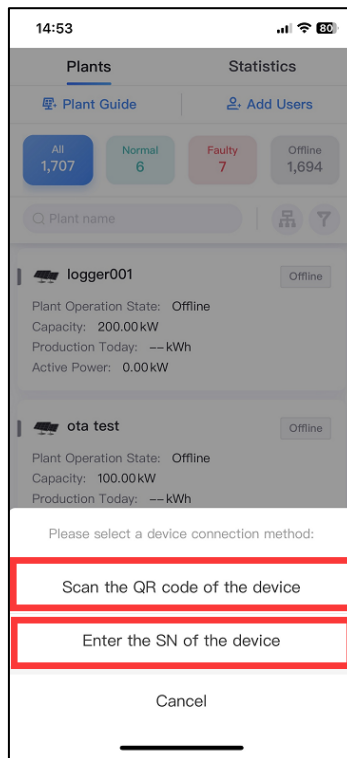 14:53 80
Plants Statistics
Plant Guide Add Users
All Normal Faulty Offline
1,707 6 7 1,694
Plant name
logger001 Offline
Plant Operation State: Offline
Capacity: 200.00kW
Production Today: --kWh
Active Power: 0.00kW
ota test Offline
Plant Operation State: Offline
Capacity: 100.00kW
Production Today: --kWh
Please select a device connection method:
Scan the QR code of the device
Enter the SN of the device
Cancel